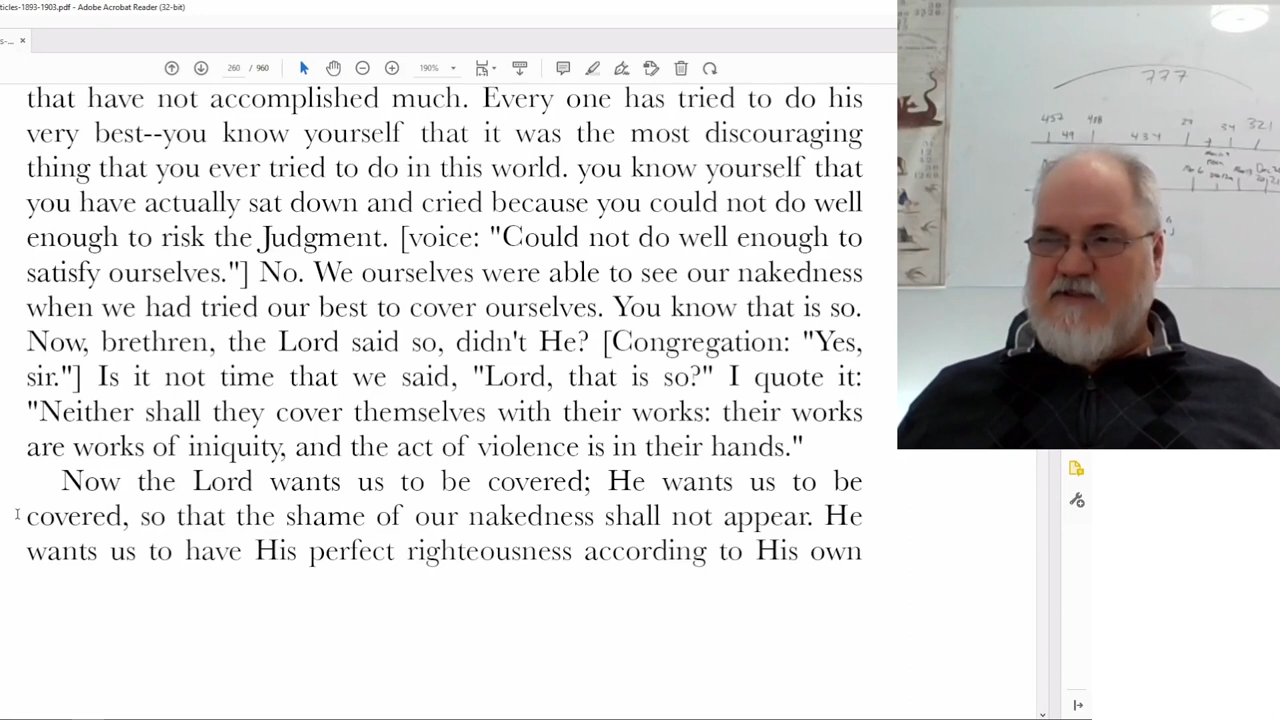 ticles-1893-1903.pdf - Adobe Acrobat Reader (32-bit)
s-... ×
260 / 960 190%
that have not accomplished much. Every one has tried to do his
very best--you know yourself that it was the most discouraging
thing that you ever tried to do in this world. you know yourself that
you have actually sat down and cried because you could not do well
enough to risk the Judgment. [voice: "Could not do well enough to
satisfy ourselves."] No. We ourselves were able to see our nakedness
when we had tried our best to cover ourselves. You know that is so.
Now, brethren, the Lord said so, didn't He? [Congregation: "Yes,
sir."] Is it not time that we said, "Lord, that is so?" I quote it:
"Neither shall they cover themselves with their works: their works
are works of iniquity, and the act of violence is in their hands."
Now the Lord wants us to be covered; He wants us to be
covered, so that the shame of our nakedness shall not appear. He
wants us to have His perfect righteousness according to His own
777
457 408 27 34 321
49 434